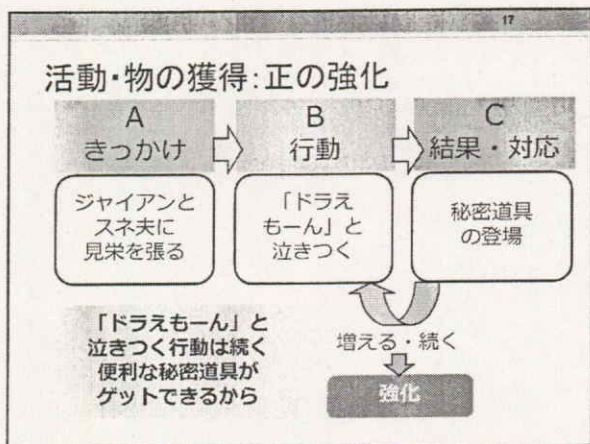 17
活動・物の獲得:正の強化
A
きっかけ
B
行動
C
結果・対応
ジャイアンと
スネ夫に
見栄を張る
「ドラえ
もーん」と
泣きつく
秘密道具
の登場
「ドラえもーん」と
泣きつく行動は続く
便利な秘密道具が
ゲットできるから
増える・続く
強化